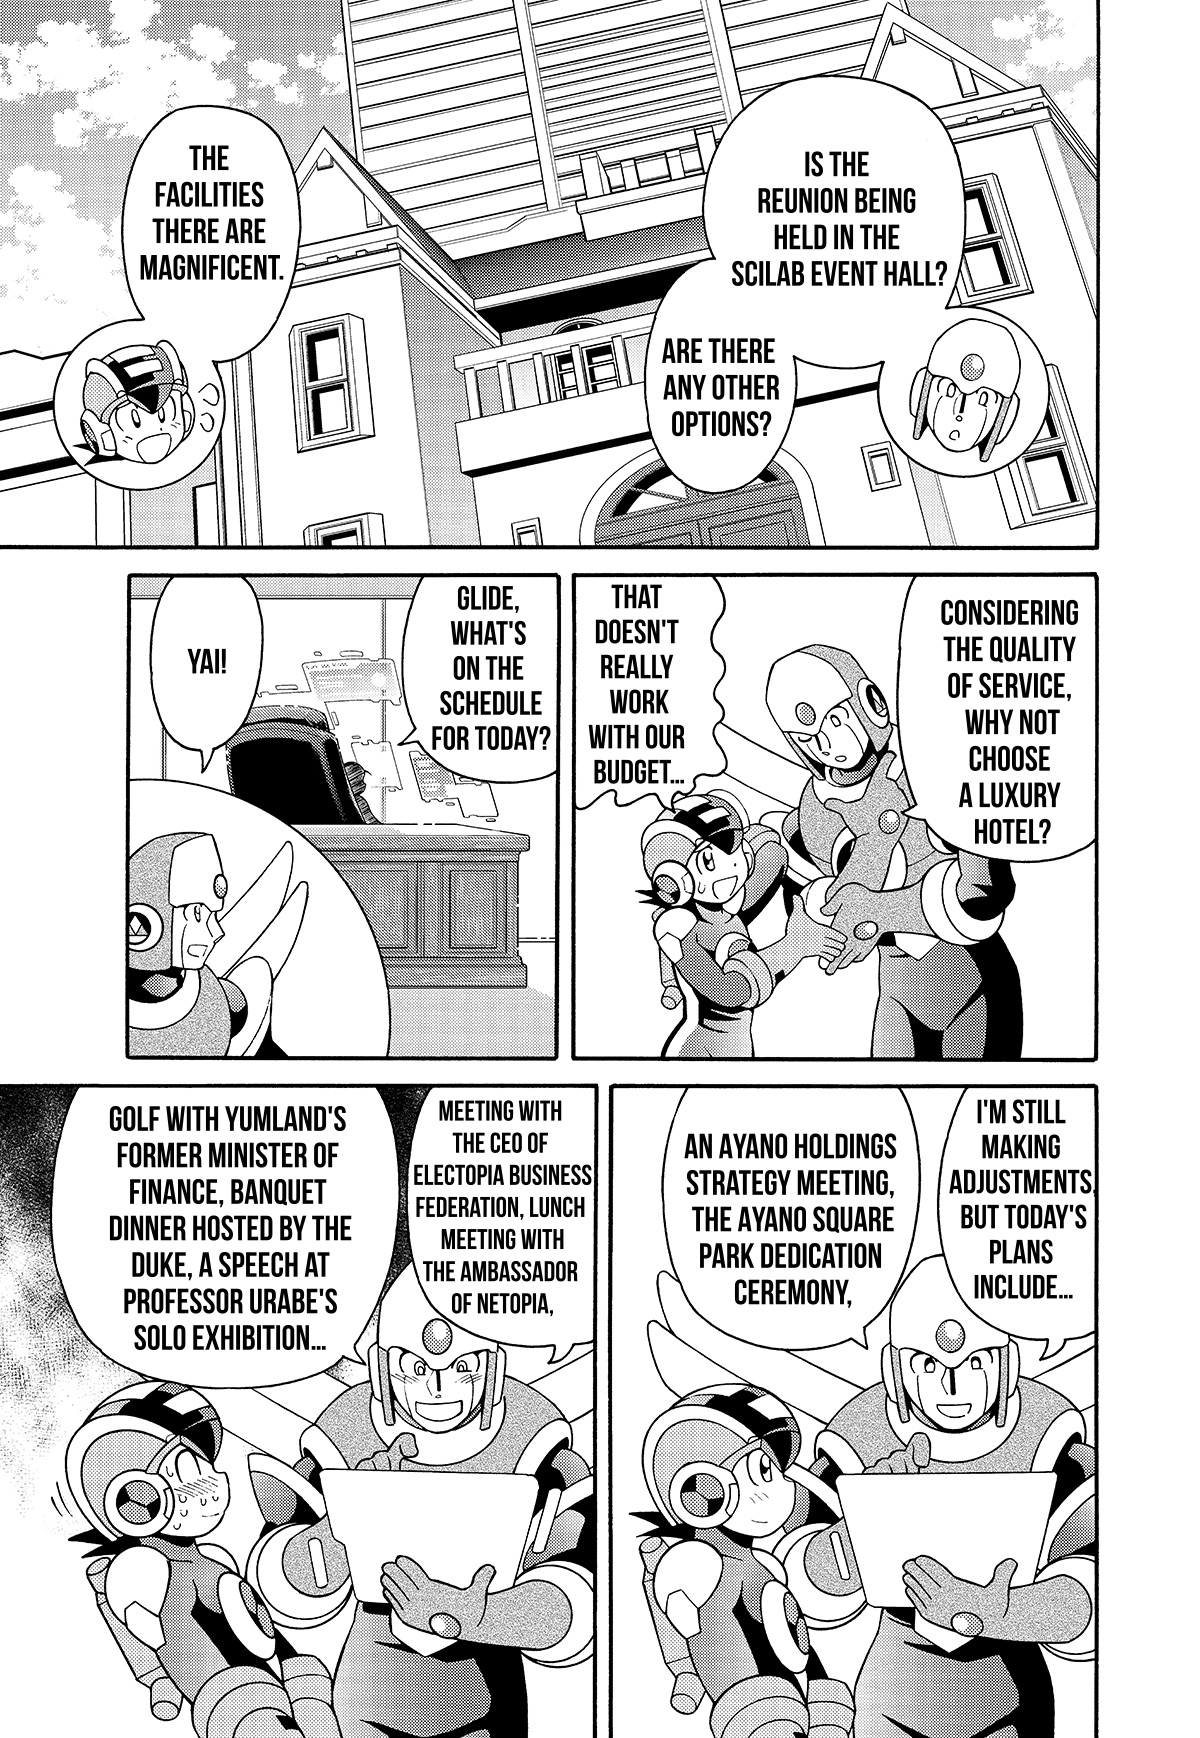 IS THE
REUNION BEING
HELD IN THE
SCILAB EVENT HALL?
ARE THERE
ANY OTHER
OPTIONS?
THE
FACILITIES
THERE ARE
MAGNIFICENT.
CONSIDERING
THE QUALITY
OF SERVICE,
WHY NOT
CHOOSE
A LUXURY
HOTEL?
THAT
DOESN'T
REALLY
WORK
WITH OUR
BUDGET...
GLIDE,
WHAT'S
ON THE
SCHEDULE
FOR TODAY?
YAI!
I'M STILL
MAKING
ADJUSTMENTS,
BUT TODAY'S
PLANS
INCLUDE...
AN AYANO HOLDINGS
STRATEGY MEETING,
THE AYANO SQUARE
PARK DEDICATION
CEREMONY,
MEETING WITH
THE CEO OF
ELECTOPIA BUSINESS
FEDERATION, LUNCH
MEETING WITH
THE AMBASSADOR
OF NETOPIA,
GOLF WITH YUMLAND'S
FORMER MINISTER OF
FINANCE, BANQUET
DINNER HOSTED BY THE
DUKE, A SPEECH AT
PROFESSOR URABE'S
SOLO EXHIBITION...